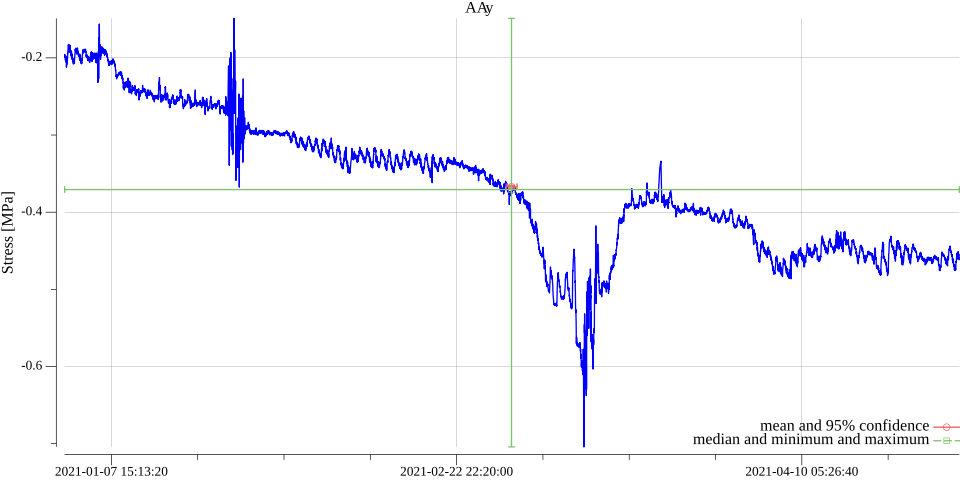 AAy
-0.2
-0.4
-0.6
Stress [MPa]
mean and 95% confidence
median and minimum and maximum
2021-01-07 15:13:20
2021-02-22 22:20:00
2021-04-10 05:26:40